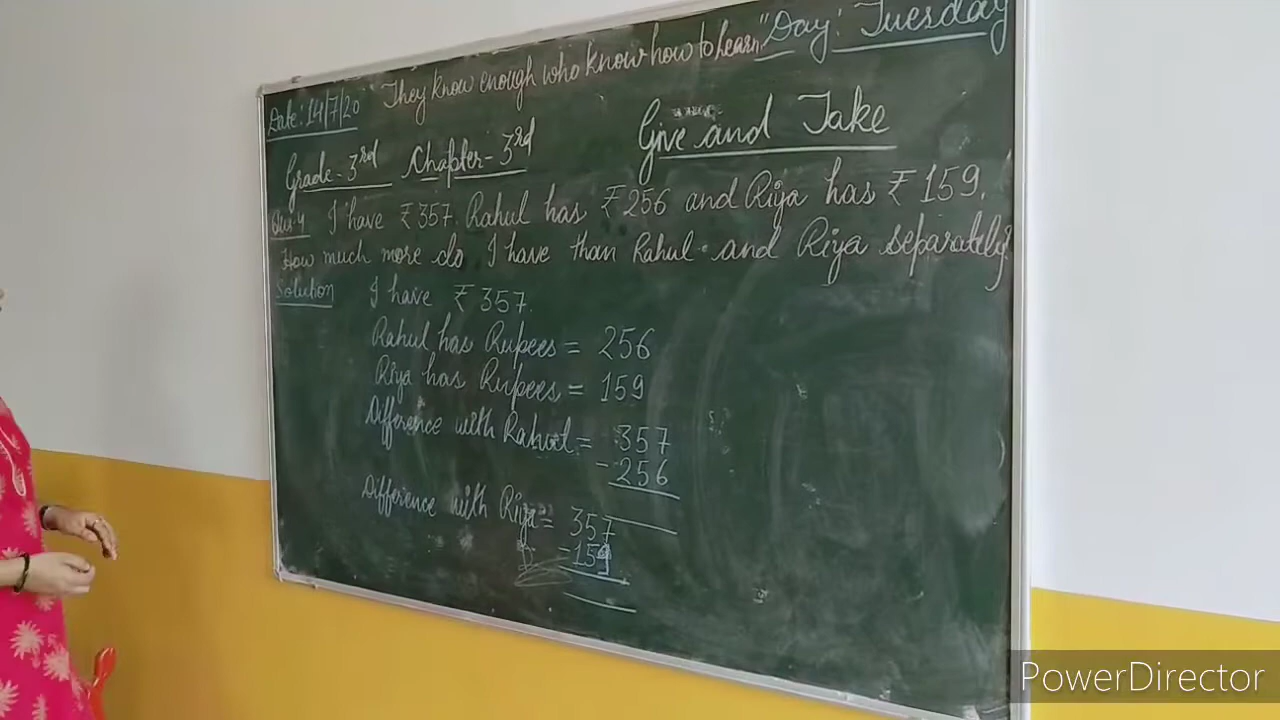 They know enough who know how to learn" Day: Tuesday
Date: 14/7/20
Give and Take
Grade-3rd Chapter-3rd
Ques-4 I have ₹357. Rahul has ₹256 and Riya has ₹159.
How much more do I have than Rahul and Riya separately
Solution I have ₹357.
Rahul has Rupees = 256
Riya has Rupees = 159
Difference with Rahul = 357
-256
Difference with Riya = 357
-159
PowerDirector